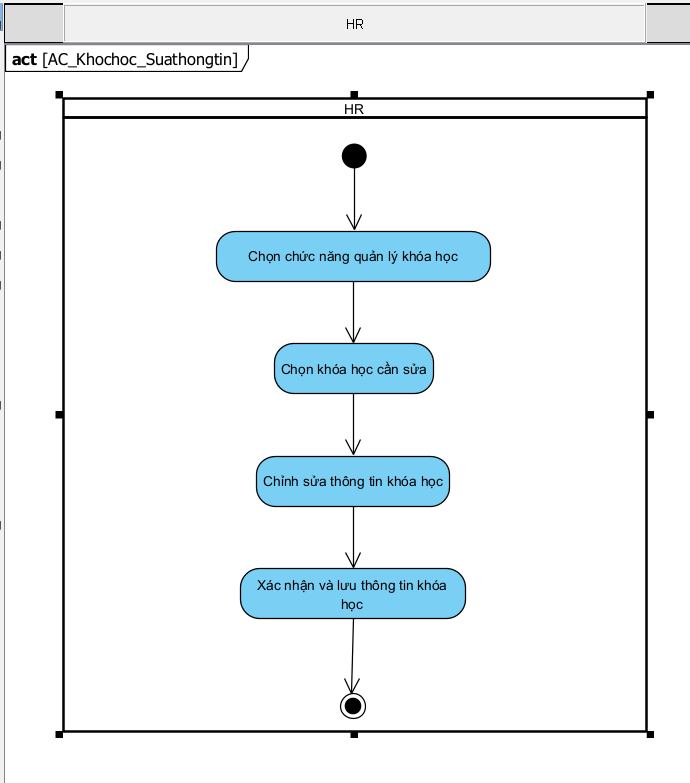 HR
act [AC_Khochoc_Suathongtin]
HR
Chọn chức năng quản lý khóa học
Chọn khóa học cần sửa
Chỉnh sửa thông tin khóa học
Xác nhận và lưu thông tin khóa
học